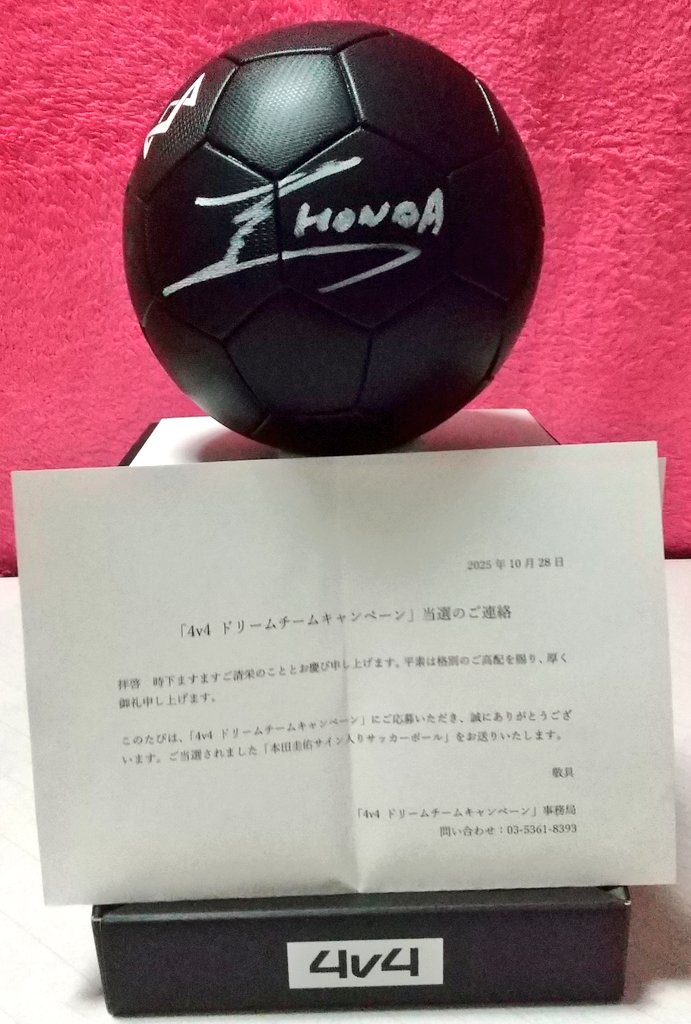 HONDA
2025年10月28日
「4v4 ドリームチームキャンペーン」当選のご連絡
拝啓　時下ますますご清栄のこととお慶び申し上げます。平素は格別のご高配を賜り、厚く
御礼申し上げます。
このたびは、「4v4 ドリームチームキャンペーン」にご応募いただき、誠にありがとうござ
います。ご当選されました「本田圭佑サイン入りサッカーボール」をお送りいたします。
敬具
「4v4 ドリームチームキャンペーン」事務局
問い合わせ：03-5361-8393
4v4